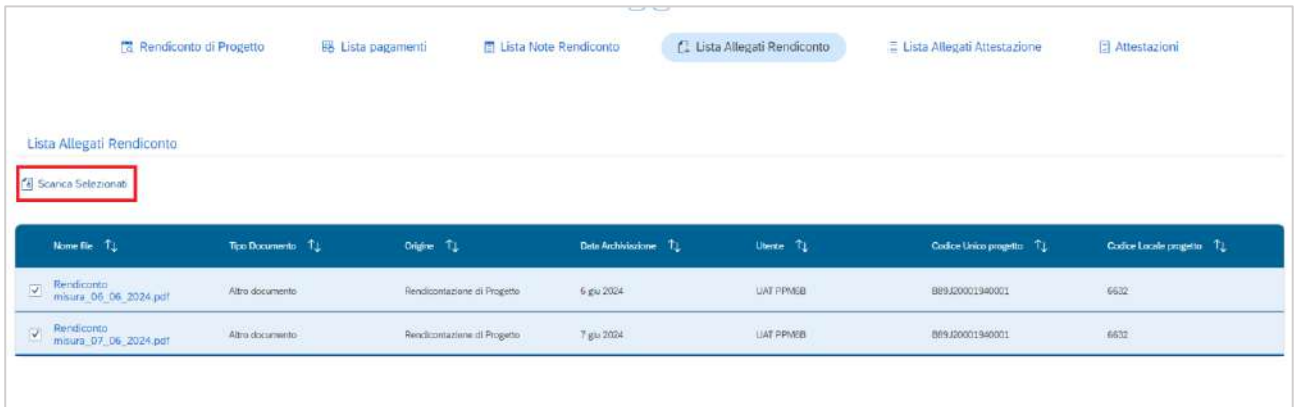 Rendiconto di Progetto Lista pagamenti Lista Note Rendiconto Lista Allegati Rendiconto Lista Allegati Attestazione Attestazioni
Lista Allegati Rendiconto
Scarica Selezionati
Nome file Tipo Documento Origine Data Archiviazione Utente Codice Unico progetto Codice Locale progetto
Rendiconto
misura_06_06_2024.pdf Altro documento Rendicontazione di Progetto 6 giu 2024 UAT PPM6B B89J20001940001 6632
Rendiconto
misura_07_06_2024.pdf Altro documento Rendicontazione di Progetto 7 giu 2024 UAT PPM6B B89J20001940001 6632